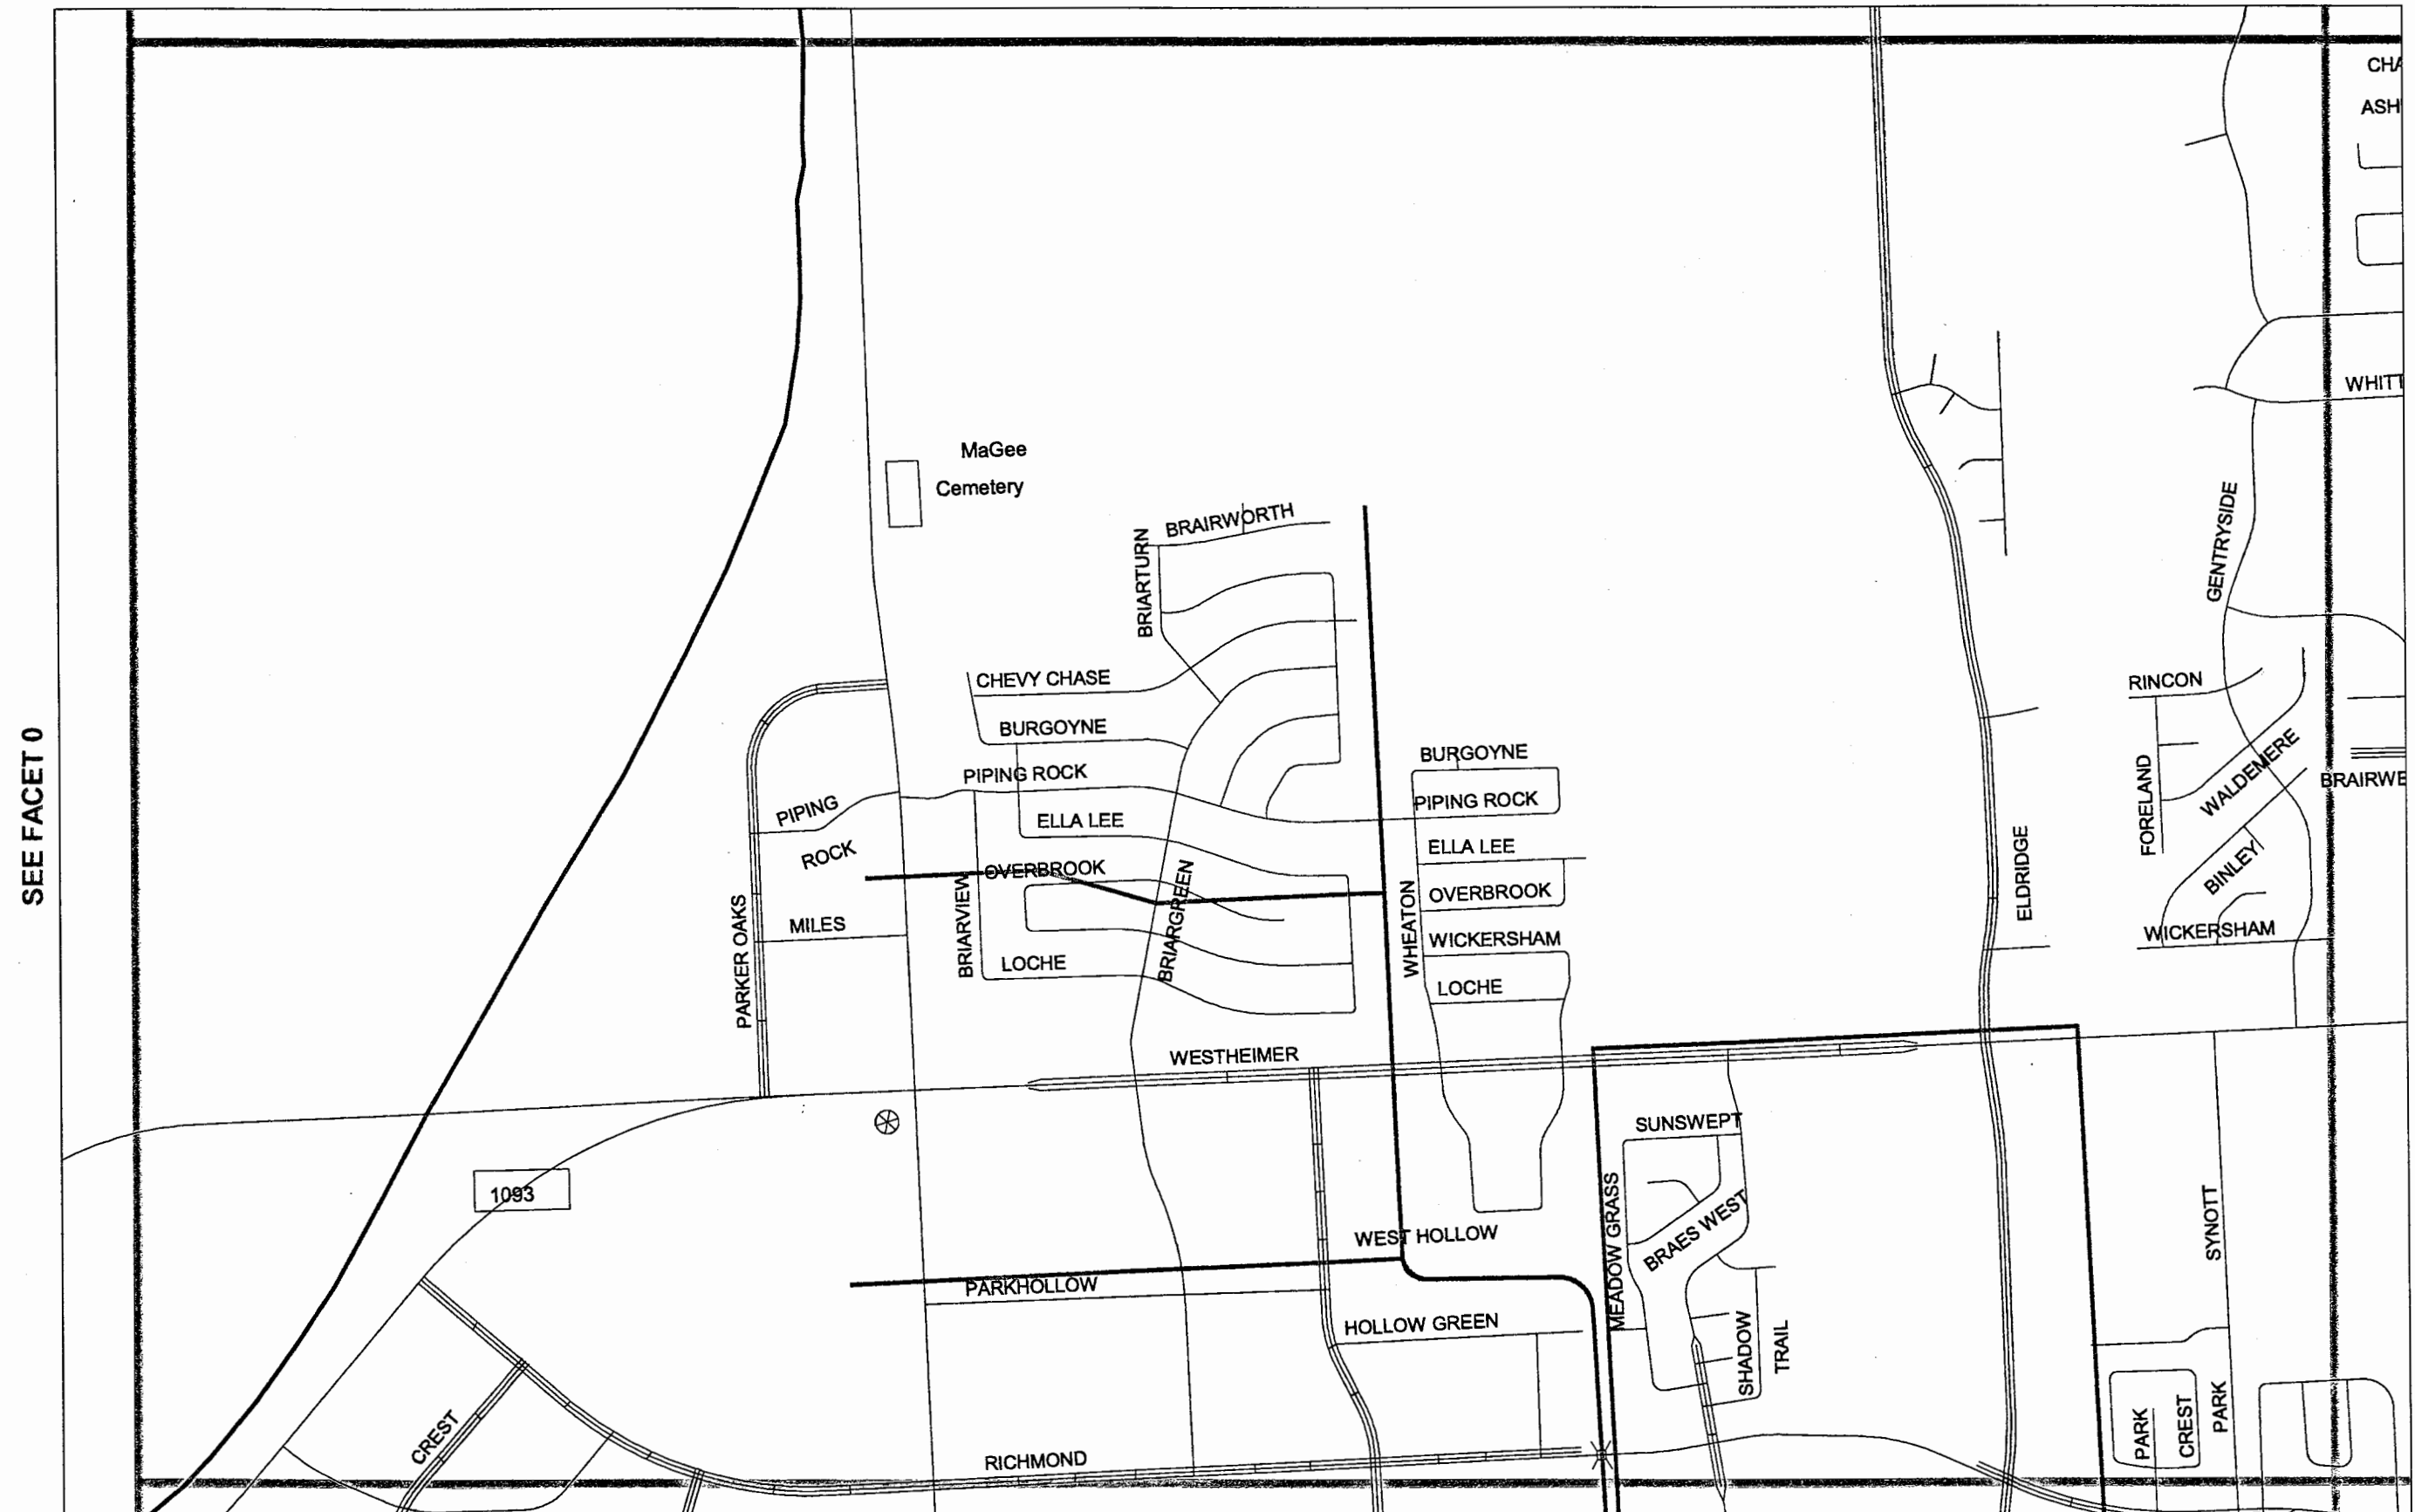 CHA
ASH
WHITT
MaGee
Cemetery
BRAIRWORTH
BRIARTURN
GENTRYSIDE
CHEVY CHASE
RINCON
BURGOYNE
BURGOYNE
SEE FACET 0
PIPING ROCK
WALDEMERE
BRAIRWE
PIPING
ROCK
PIPING ROCK
FORELAND
ELLA LEE
ELLA LEE
OVERBROOK
OVERBROOK
BINLEY
ELDRIDGE
PARKER OAKS
MILES
BRIARVIEW
BRIARGREEN
WHEATON
WICKERSHAM
WICKERSHAM
LOCHE
LOCHE
WESTHEIMER
SUNSWEPT
1093
MEADOW GRASS
BRAES WEST
SYNOTT
WEST HOLLOW
PARKHOLLOW
HOLLOW GREEN
SHADOW
TRAIL
CREST
RICHMOND
PARK
CREST
PARK